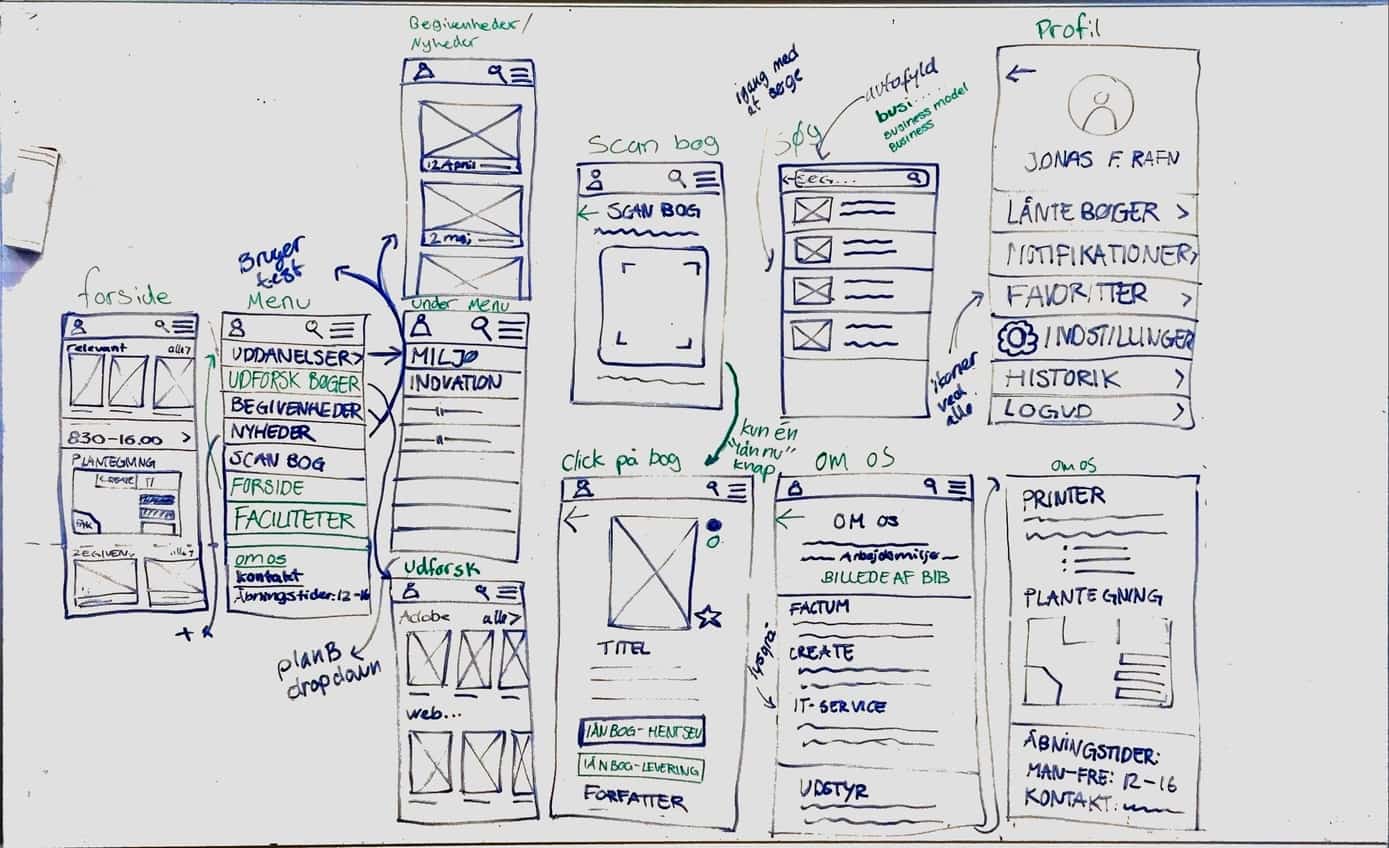 Begivenheder/
Nyheder
12 April
2 maj
Bruger
test
forside
relevant
alle>
830-16.00 >
PLANTEGNING
Menu
UDDANELSER>
UDFORSK BØGER
BEGIVENHEDER
NYHEDER
SCAN BOG
FORSIDE
FACILITETER
om os
kontakt
Åbningstider: 12-16
+
plan B
dropdown
under Menu
MILJØ
INOVATION
Udforsk
Adobe
alle>
web...
Scan bog
← SCAN BOG
igang med
at søge
SØg
autofyld
busi...
Business model
Business
kun én
"lån nu"
knap
Click på bog
TITEL
LÅN BOG - HENT SELV
LÅN BOG - LEVERING
FORFATTER
OM OS
OM OS
Arbejdsmiljø
BILLEDE AF BIB
FACTUM
CREATE
IT-SERVICE
UDSTYR
Profil
JONAS F. RAFN
LÅNTE BØGER >
NOTIFIKATIONER>
FAVORITTER >
INDSTILLINGER
HISTORIK >
LOGUD >
ikoner
ved
alle
om os
PRINTER
PLANTEGNING
ÅBNINGSTIDER:
MAN-FRE: 12-16
KONTAKT: